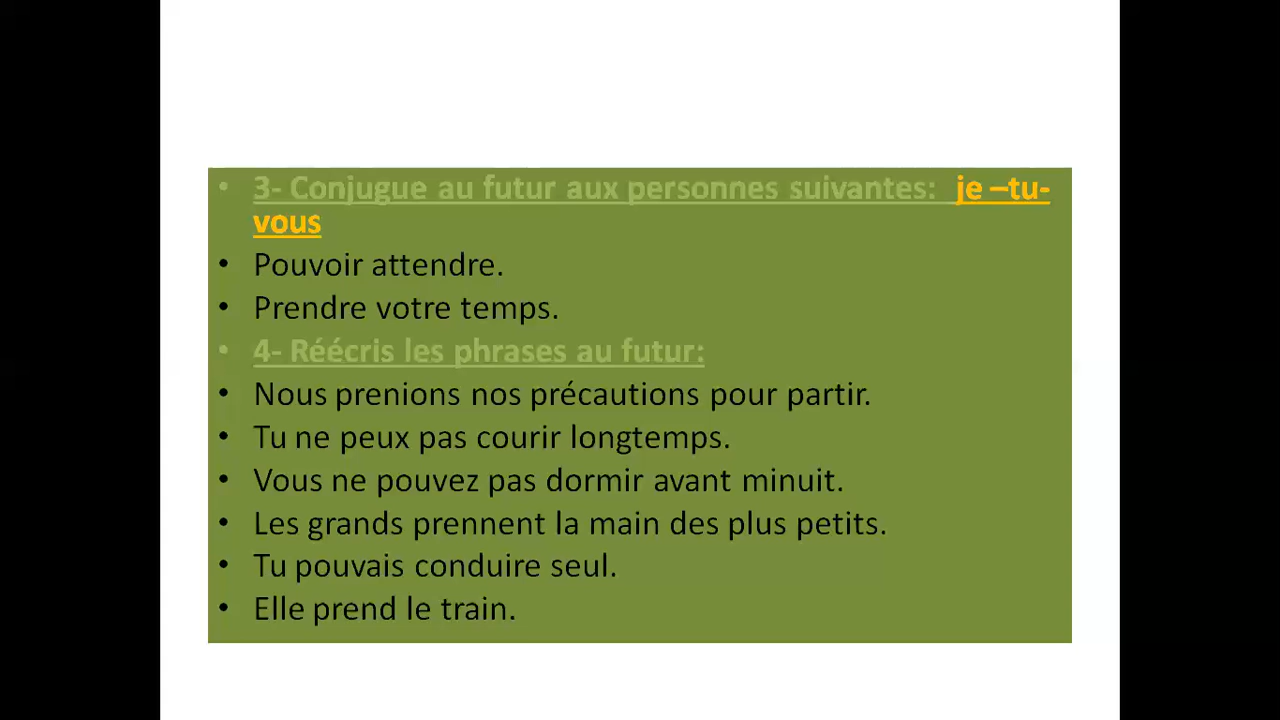 • 3- Conjugue au futur aux personnes suivantes: je –tu-
vous
• Pouvoir attendre.
• Prendre votre temps.
• 4- Réécris les phrases au futur:
• Nous prenions nos précautions pour partir.
• Tu ne peux pas courir longtemps.
• Vous ne pouvez pas dormir avant minuit.
• Les grands prennent la main des plus petits.
• Tu pouvais conduire seul.
• Elle prend le train.